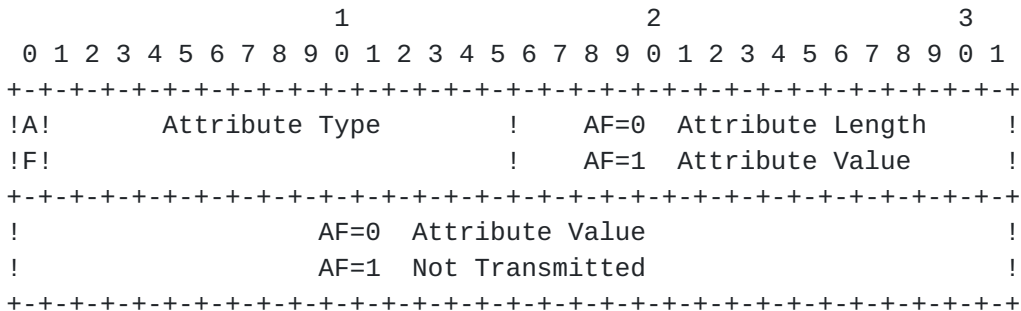 1                   2                   3
 0 1 2 3 4 5 6 7 8 9 0 1 2 3 4 5 6 7 8 9 0 1 2 3 4 5 6 7 8 9 0 1
+-+-+-+-+-+-+-+-+-+-+-+-+-+-+-+-+-+-+-+-+-+-+-+-+-+-+-+-+-+-+-+-+
!A!       Attribute Type        !    AF=0  Attribute Length     !
!F!                             !    AF=1  Attribute Value      !
+-+-+-+-+-+-+-+-+-+-+-+-+-+-+-+-+-+-+-+-+-+-+-+-+-+-+-+-+-+-+-+-+
!                   AF=0  Attribute Value                       !
!                   AF=1  Not Transmitted                       !
+-+-+-+-+-+-+-+-+-+-+-+-+-+-+-+-+-+-+-+-+-+-+-+-+-+-+-+-+-+-+-+-+